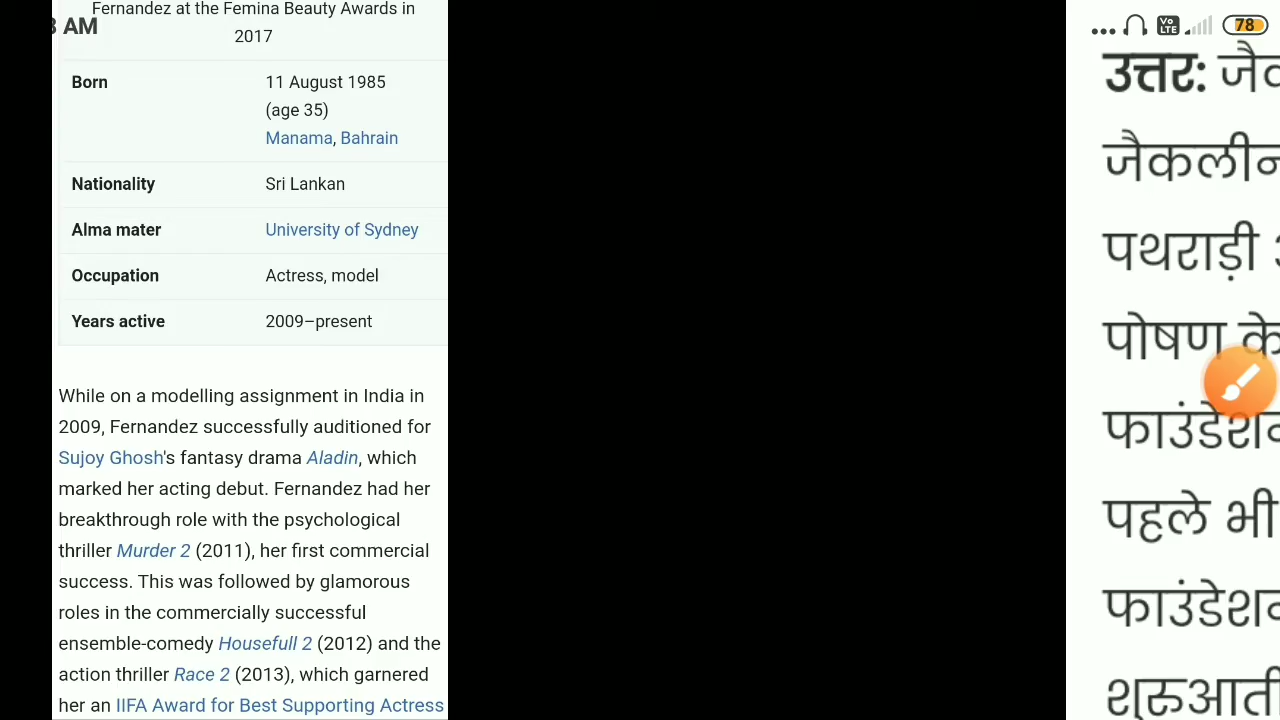 Fernandez at the Femina Beauty Awards in
2017
AM
Born
11 August 1985
(age 35)
Manama, Bahrain
Nationality
Sri Lankan
Alma mater
University of Sydney
Occupation
Actress, model
Years active
2009–present
While on a modelling assignment in India in
2009, Fernandez successfully auditioned for
Sujoy Ghosh's fantasy drama Aladin, which
marked her acting debut. Fernandez had her
breakthrough role with the psychological
thriller Murder 2 (2011), her first commercial
success. This was followed by glamorous
roles in the commercially successful
ensemble-comedy Housefull 2 (2012) and the
action thriller Race 2 (2013), which garnered
her an IIFA Award for Best Supporting Actress
Vo LTE
78
उत्तर:
पथराड़ी
पोषण के
पहले भी